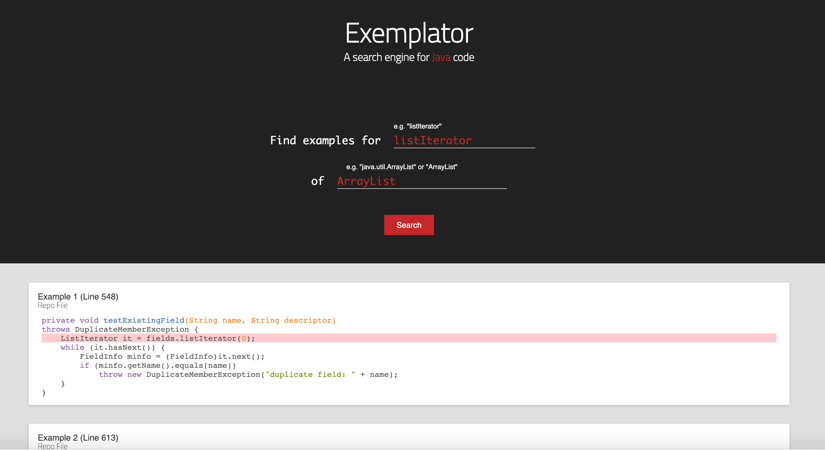 Exemplator
A search engine for Java code
e.g. "listIterator"
Find examples for listIterator
e.g. "java.util.ArrayList" or "ArrayList"
of ArrayList
Search
Example 1 (Line 548)
Repo File
private void testExistingField(String name, String descriptor)
throws DuplicateMemberException {
    ListIterator it = fields.listIterator(0);
    while (it.hasNext()) {
        FieldInfo minfo = (FieldInfo)it.next();
        if (minfo.getName().equals(name))
            throw new DuplicateMemberException("duplicate field: " + name);
    }
}
Example 2 (Line 613)
Repo File